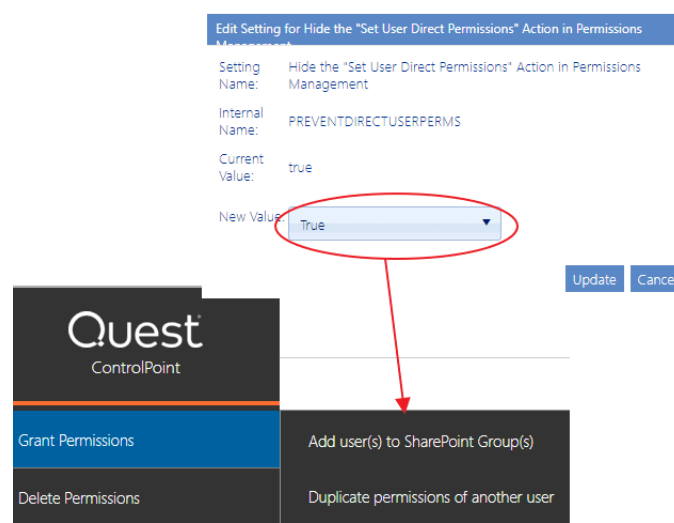 Edit Setting for Hide the "Set User Direct Permissions" Action in Permissions
Management
Setting Name:
Hide the "Set User Direct Permissions" Action in Permissions Management
Internal Name:
PREVENTDIRECTUSERPERMS
Current Value:
true
New Value:
True
Update
Cance
Quest
ControlPoint
Grant Permissions
Add user(s) to SharePoint Group(s)
Delete Permissions
Duplicate permissions of another user